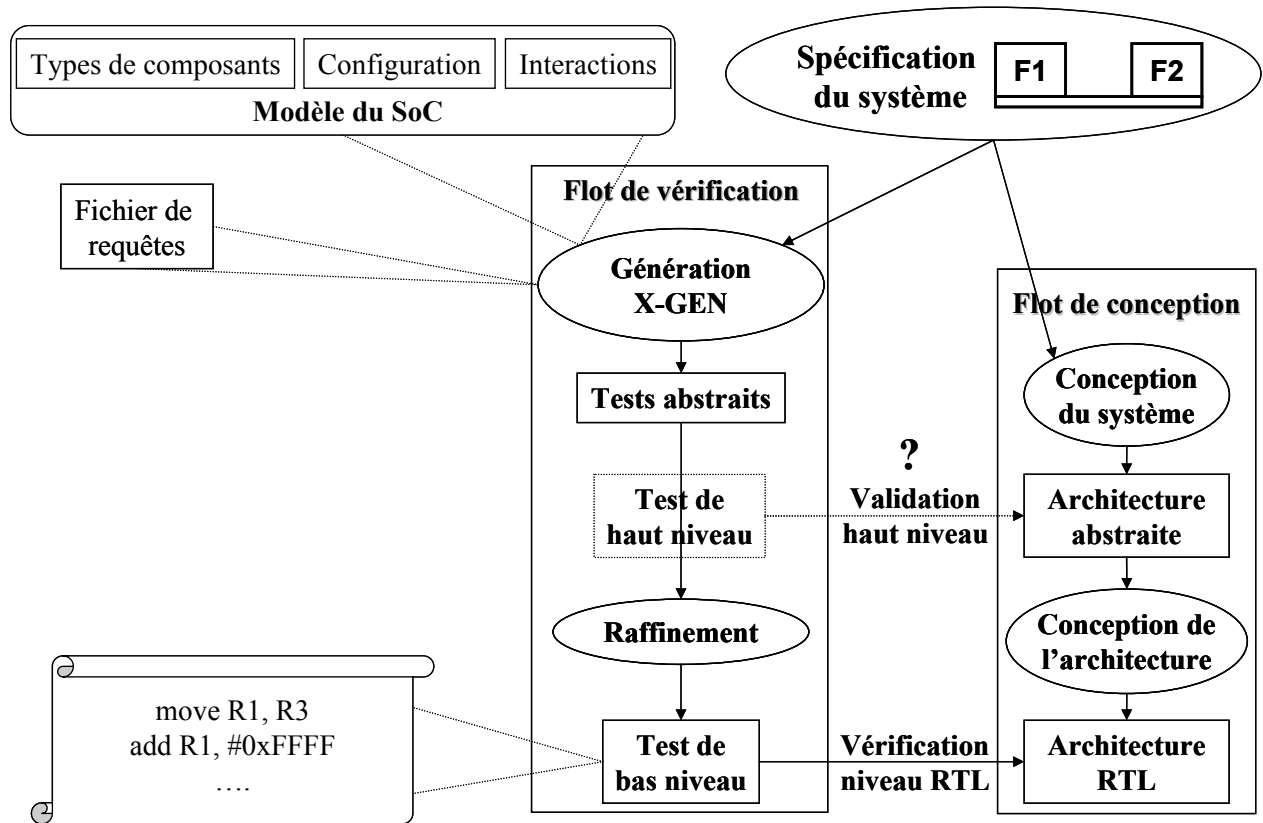 Types de composants
Configuration
Interactions
Modèle du SoC
Spécification
du système
F1
F2
Fichier de
requêtes
Flot de vérification
Génération
X-GEN
Tests abstraits
Test de
haut niveau
Raffinement
Test de
bas niveau
move R1, R3
add R1, #0xFFFF
….
?
Validation
haut niveau
Vérification
niveau RTL
Flot de conception
Conception
du système
Architecture
abstraite
Conception de
l’architecture
Architecture
RTL